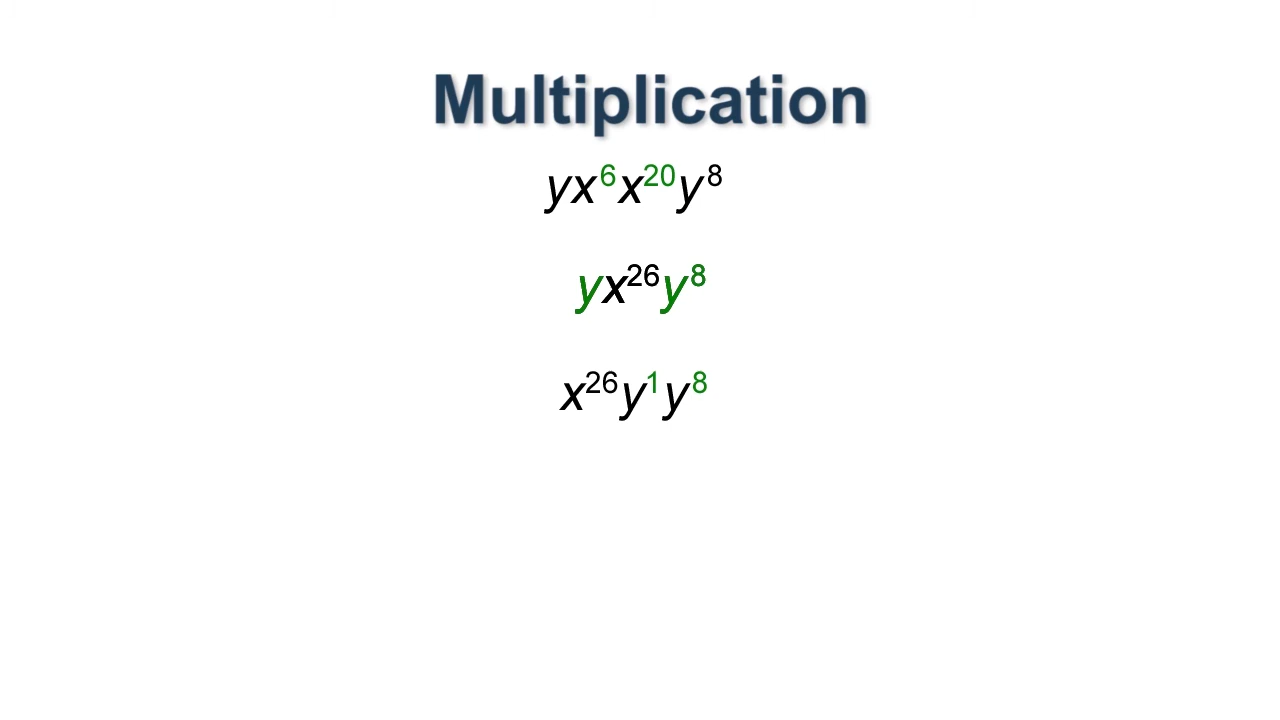 Multiplication
yx⁶x²⁰y⁸
yx²⁶y⁸
x²⁶y¹y⁸